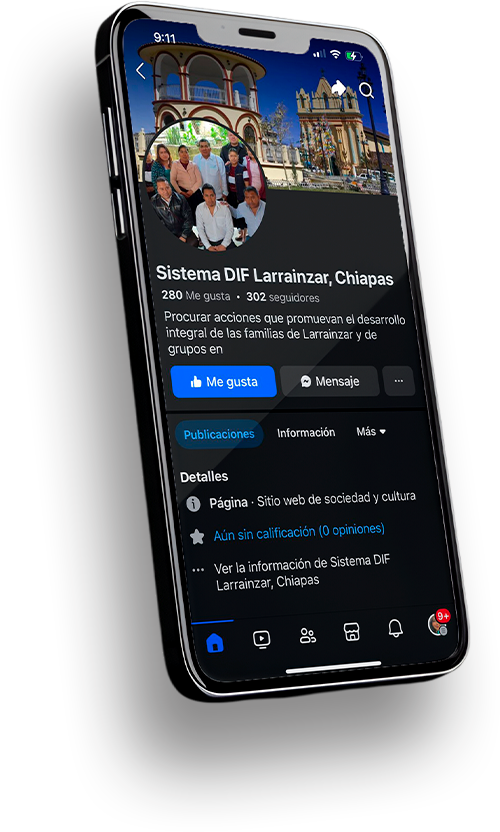 9:11
Sistema DIF Larrainzar, Chiapas
280 Me gusta • 302 seguidores
Procurar acciones que promuevan el desarrollo
integral de las familias de Larrainzar y de
grupos en
Me gusta
Mensaje
Publicaciones
Información
Más
Detalles
Página · Sitio web de sociedad y cultura
Aún sin calificación (0 opiniones)
Ver la información de Sistema DIF
Larrainzar, Chiapas
9+